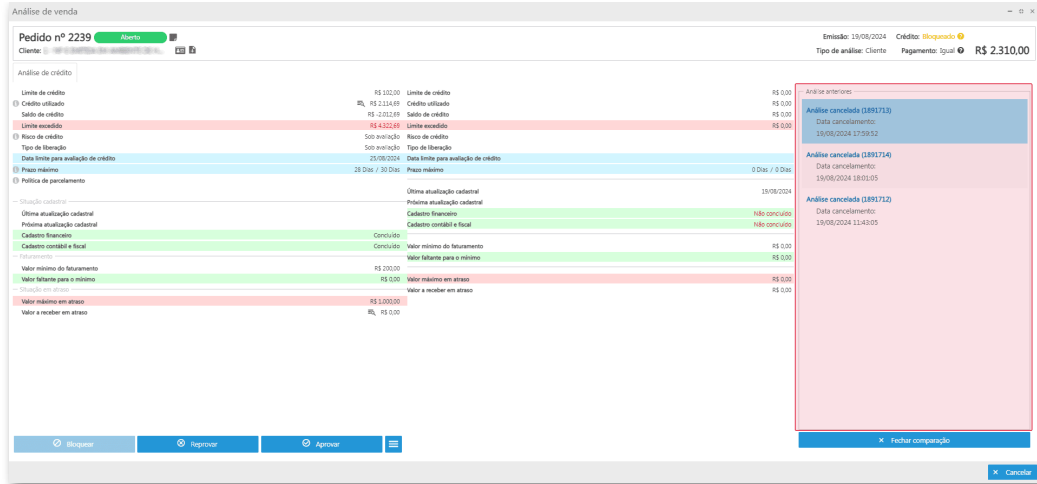 Análise de venda
Pedido nº 2239 Aberto
Emissão: 19/08/2024 Crédito: Bloqueado
Cliente:
Tipo de análise: Cliente Pagamento: Igual R$ 2.310,00
Análise de crédito
Limite de crédito R$ 102,00 Limite de crédito R$ 0,00
Crédito utilizado R$ 2.114,69 Crédito utilizado R$ 0,00
Saldo de crédito R$ -2.012,69 Saldo de crédito R$ 0,00
Limite excedido R$ 4.322,69 Limite excedido R$ 0,00
Risco de crédito Sob avaliação Risco de crédito
Tipo de liberação Sob avaliação Tipo de liberação
Data limite para avaliação de crédito 25/08/2024 Data limite para avaliação de crédito
Prazo máximo 28 Dias / 30 Dias Prazo máximo 0 Dias / 0 Dias
Política de parcelamento
Última atualização cadastral 19/08/2024
Situação cadastral Próxima atualização cadastral
Última atualização cadastral Cadastro financeiro Não concluído
Próxima atualização cadastral Cadastro contábil e fiscal Não concluído
Cadastro financeiro Concluído
Cadastro contábil e fiscal Concluído Valor mínimo do faturamento R$ 0,00
Faturamento Valor faltante para o mínimo R$ 0,00
Valor mínimo do faturamento R$ 200,00
Valor faltante para o mínimo R$ 0,00 Valor máximo em atraso R$ 0,00
Situação em atraso Valor a receber em atraso R$ 0,00
Valor máximo em atraso R$ 1.000,00
Valor a receber em atraso R$ 0,00
Análise anteriores
Análise cancelada (1891713)
Data cancelamento:
19/08/2024 17:59:52
Análise cancelada (1891714)
Data cancelamento:
19/08/2024 18:01:05
Análise cancelada (1891712)
Data cancelamento:
19/08/2024 11:43:05
Bloquear Reprovar Aprovar
Fechar comparação
Cancelar